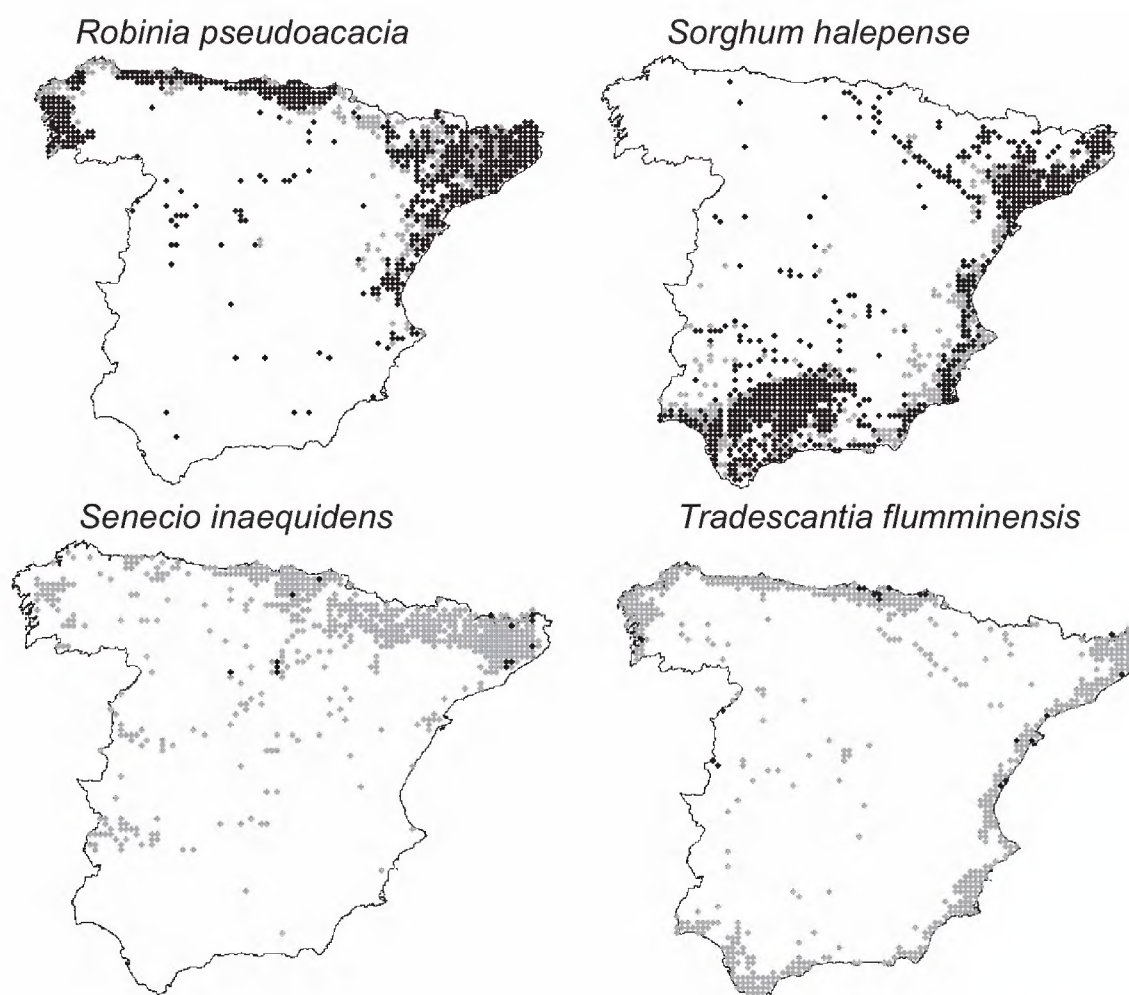 Robinia pseudoacacia
Sorghum halepense
Senecio inaequidens
Tradescantia flumminensis